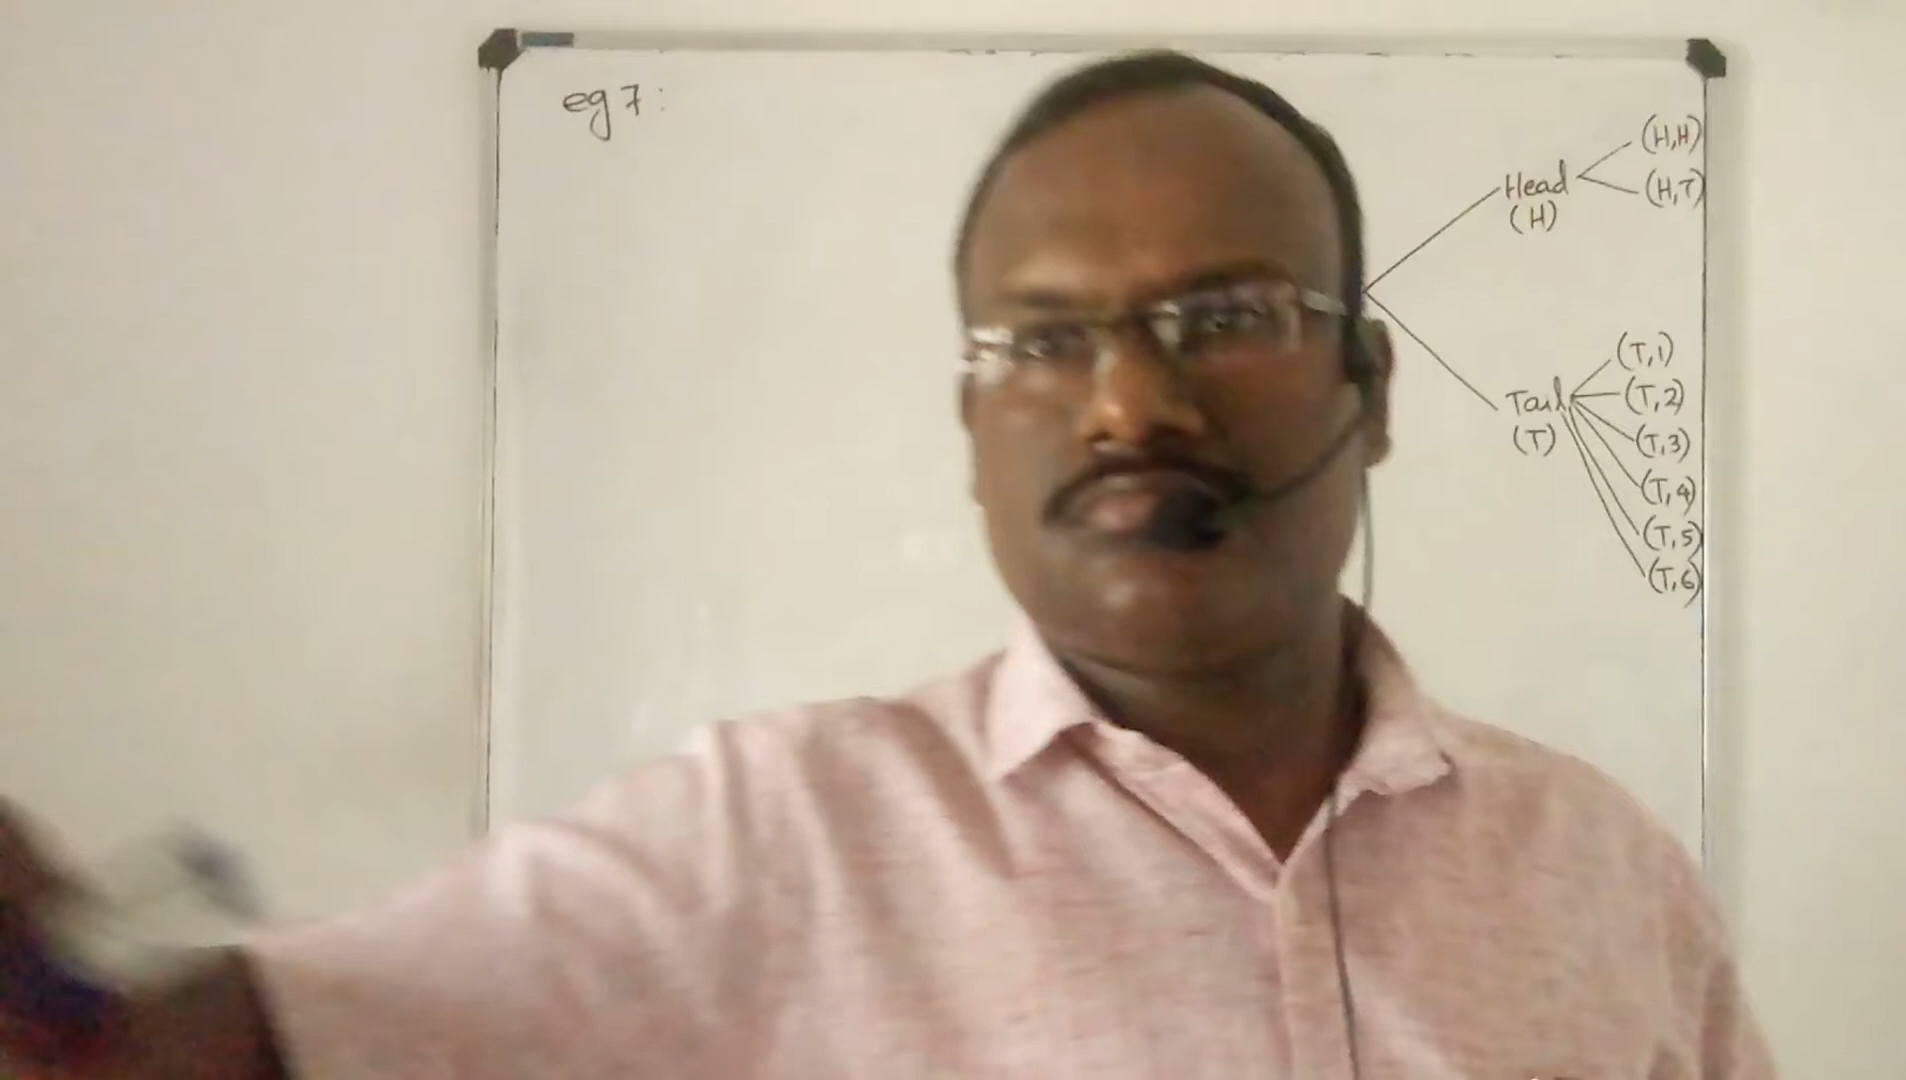 eg 7:
Head
(H)
(H,H)
(H,T)
Tail
(T)
(T,1)
(T,2)
(T,3)
(T,4)
(T,5)
(T,6)